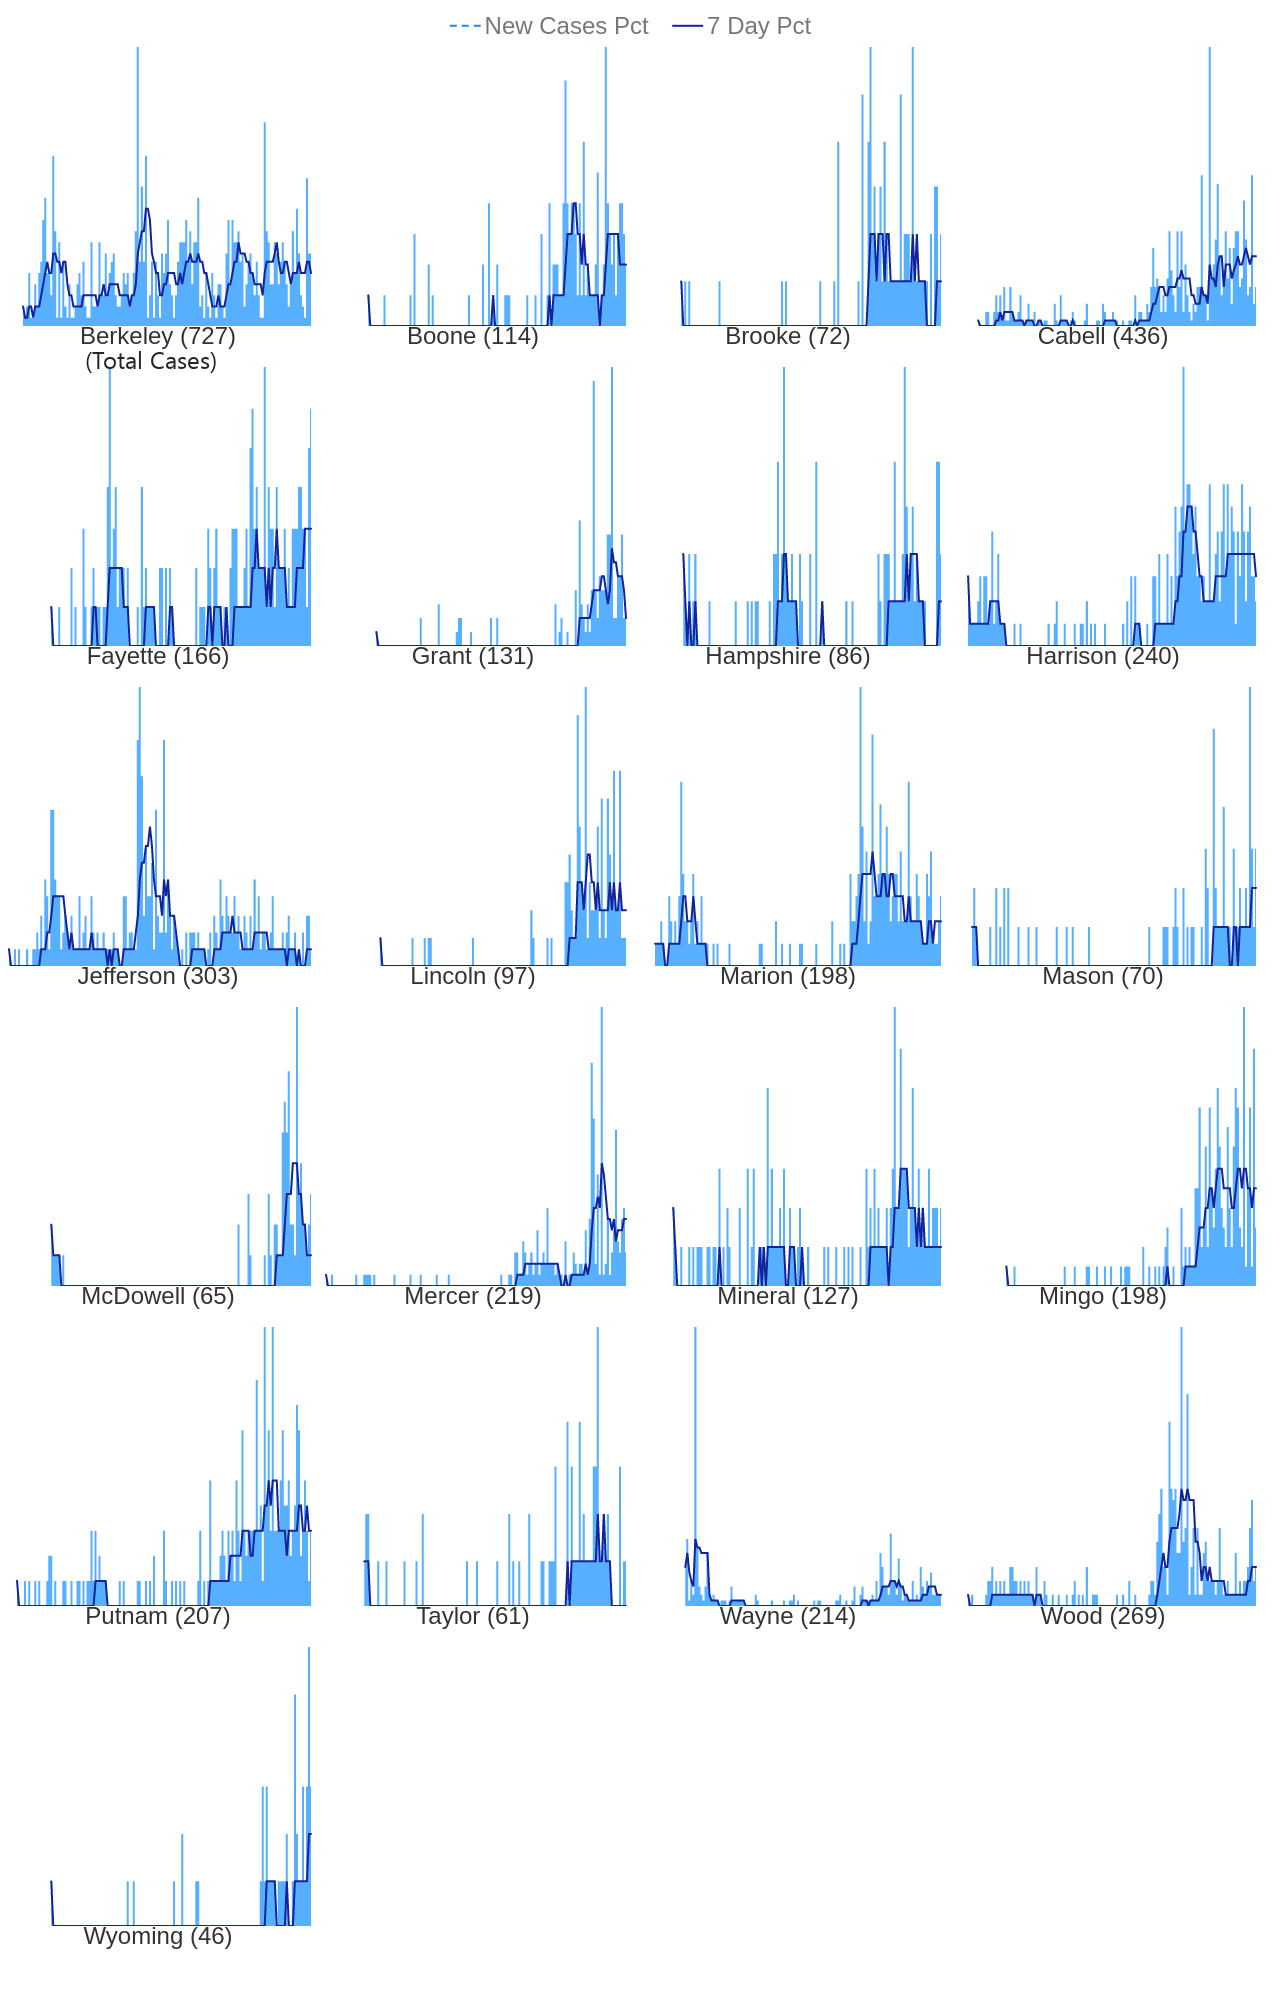 New Cases Pct 7 Day Pct
Berkeley (727) Boone (114) Brooke (72) Cabell (436)
(Total Cases)
Fayette (166) Grant (131) Hampshire (86) Harrison (240)
Jefferson (303) Lincoln (97) Marion (198) Mason (70)
McDowell (65) Mercer (219) Mineral (127) Mingo (198)
Putnam (207) Taylor (61) Wayne (214) Wood (269)
Wyoming (46)